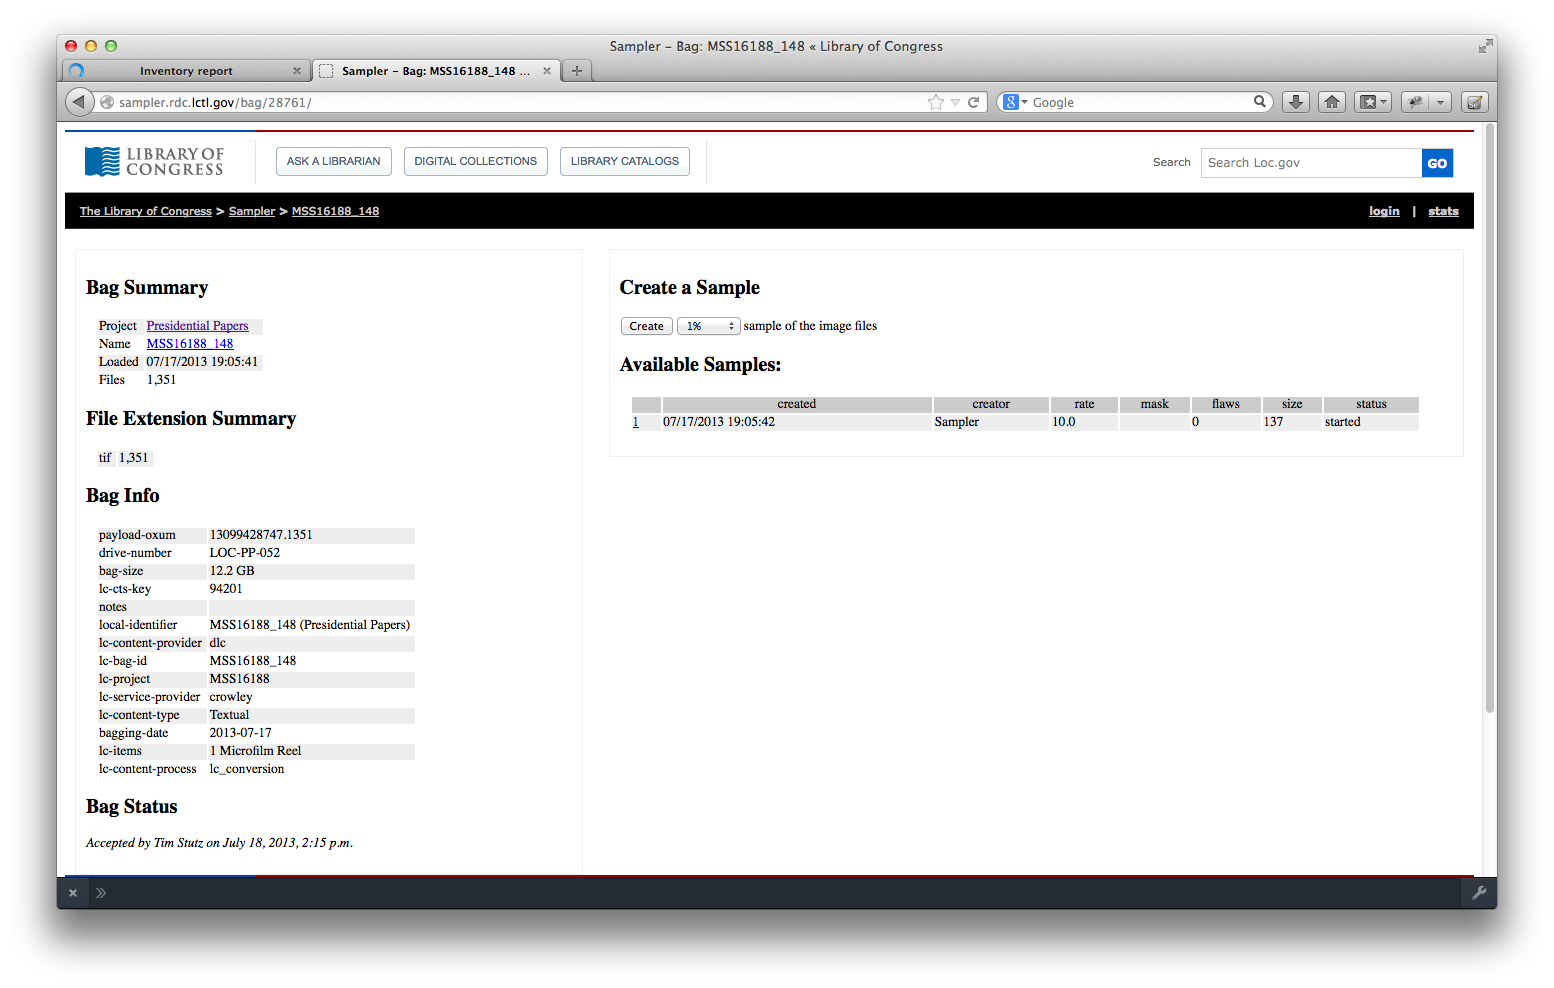 Sampler – Bag: MSS16188_148 « Library of Congress
Inventory report
Sampler – Bag: MSS16188_148 ...
sampler.rdc.lctl.gov/bag/28761/
Google
LIBRARY OF CONGRESS
ASK A LIBRARIAN
DIGITAL COLLECTIONS
LIBRARY CATALOGS
Search
Search Loc.gov
GO
The Library of Congress > Sampler > MSS16188_148
login | stats
Bag Summary
Project Presidential Papers
Name MSS16188_148
Loaded 07/17/2013 19:05:41
Files 1,351
File Extension Summary
tif 1,351
Bag Info
payload-oxum 13099428747.1351
drive-number LOC-PP-052
bag-size 12.2 GB
lc-cts-key 94201
notes
local-identifier MSS16188_148 (Presidential Papers)
lc-content-provider dlc
lc-bag-id MSS16188_148
lc-project MSS16188
lc-service-provider crowley
lc-content-type Textual
bagging-date 2013-07-17
lc-items 1 Microfilm Reel
lc-content-process lc_conversion
Bag Status
Accepted by Tim Stutz on July 18, 2013, 2:15 p.m.
Create a Sample
Create 1% sample of the image files
Available Samples:
created creator rate mask flaws size status
1 07/17/2013 19:05:42 Sampler 10.0 0 137 started